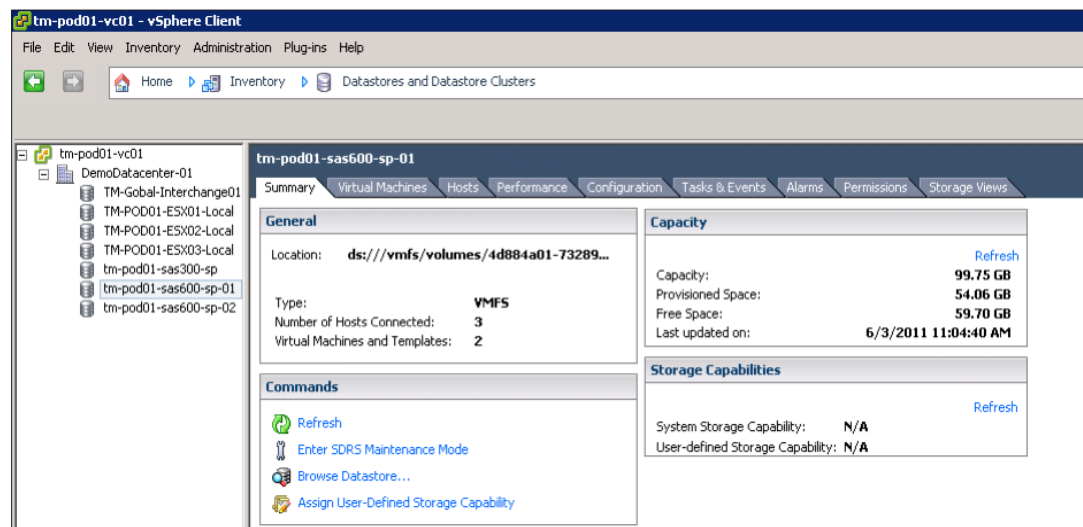 tm-pod01-vc01 - vSphere Client
File Edit View Inventory Administration Plug-ins Help
Home Inventory Datastores and Datastore Clusters
tm-pod01-vc01
DemoDatacenter-01
TM-Gobal-Interchange01
TM-POD01-ESX01-Local
TM-POD01-ESX02-Local
TM-POD01-ESX03-Local
tm-pod01-sas300-sp
tm-pod01-sas600-sp-01
tm-pod01-sas600-sp-02
tm-pod01-sas600-sp-01
Summary Virtual Machines Hosts Performance Configuration Tasks & Events Alarms Permissions Storage Views
General
Location: ds:///vmfs/volumes/4d884a01-73289...
Type: VMFS
Number of Hosts Connected: 3
Virtual Machines and Templates: 2
Commands
Refresh
Enter SDRS Maintenance Mode
Browse Datastore...
Assign User-Defined Storage Capability
Capacity
Refresh
Capacity: 99.75 GB
Provisioned Space: 54.06 GB
Free Space: 59.70 GB
Last updated on: 6/3/2011 11:04:40 AM
Storage Capabilities
Refresh
System Storage Capability: N/A
User-defined Storage Capability: N/A